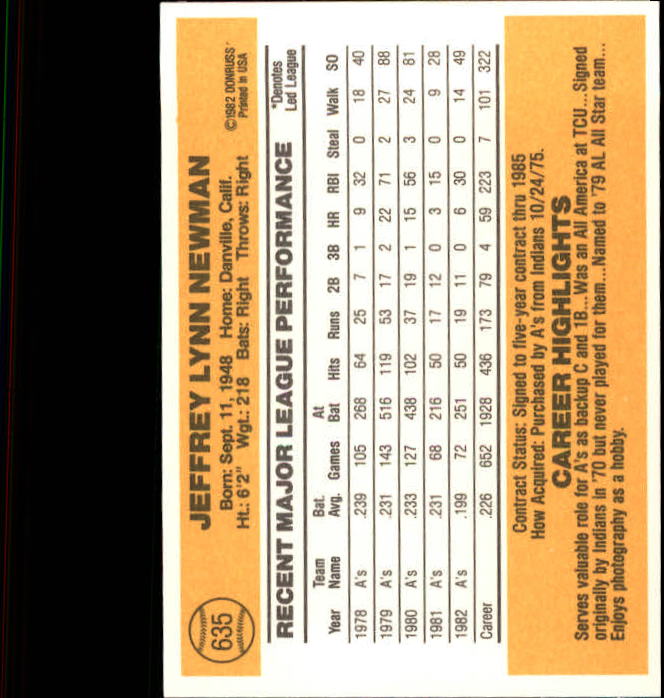 635
JEFFREY LYNN NEWMAN
Born: Sept. 11, 1948 Home: Danville, Calif.
Ht.: 6'2" Wgt.: 218 Bats: Right Throws: Right
©1982 DONRUSS
Printed in USA
RECENT MAJOR LEAGUE PERFORMANCE
*Denotes
Led League
Year Team Name Bat. Avg. Games At Bat Hits Runs 2B 3B HR RBI Steal Walk SO
1978 A's .239 105 268 64 25 7 1 9 32 0 18 40
1979 A's .231 143 516 119 53 17 2 22 71 2 27 88
1980 A's .233 127 438 102 37 19 1 15 56 3 24 81
1981 A's .231 68 216 50 17 12 0 3 15 0 9 28
1982 A's .199 72 251 50 19 11 0 6 30 0 14 49
Career .226 652 1928 436 173 79 4 59 223 7 101 322
Contract Status: Signed to five-year contract thru 1985
How Acquired: Purchased by A's from Indians 10/24/75.
CAREER HIGHLIGHTS
Serves valuable role for A's as backup C and 1B...Was an All America at TCU...Signed
originally by Indians in '70 but never played for them...Named to '79 AL All Star team...
Enjoys photography as a hobby.